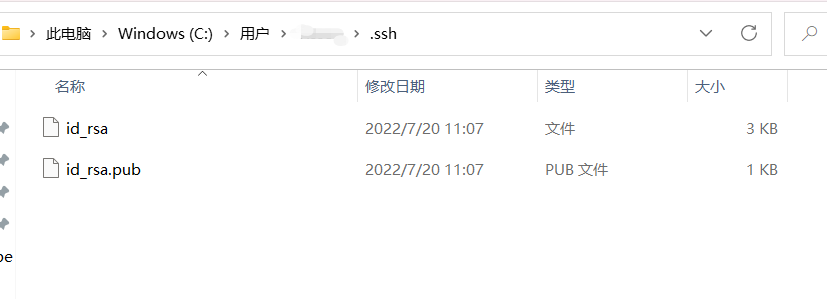 此电脑 > Windows (C:) > 用户 > > .ssh
名称 修改日期 类型 大小
id_rsa 2022/7/20 11:07 文件 3 KB
id_rsa.pub 2022/7/20 11:07 PUB 文件 1 KB